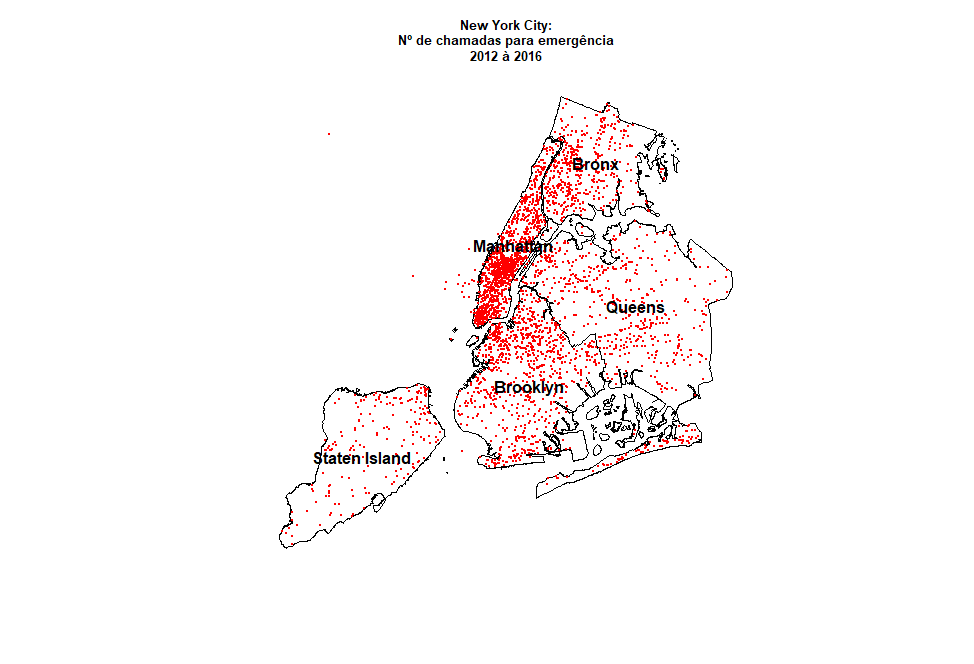 New York City:
Nº de chamadas para emergência
2012 à 2016
Bronx
Manhattan
Queens
Brooklyn
Staten Island